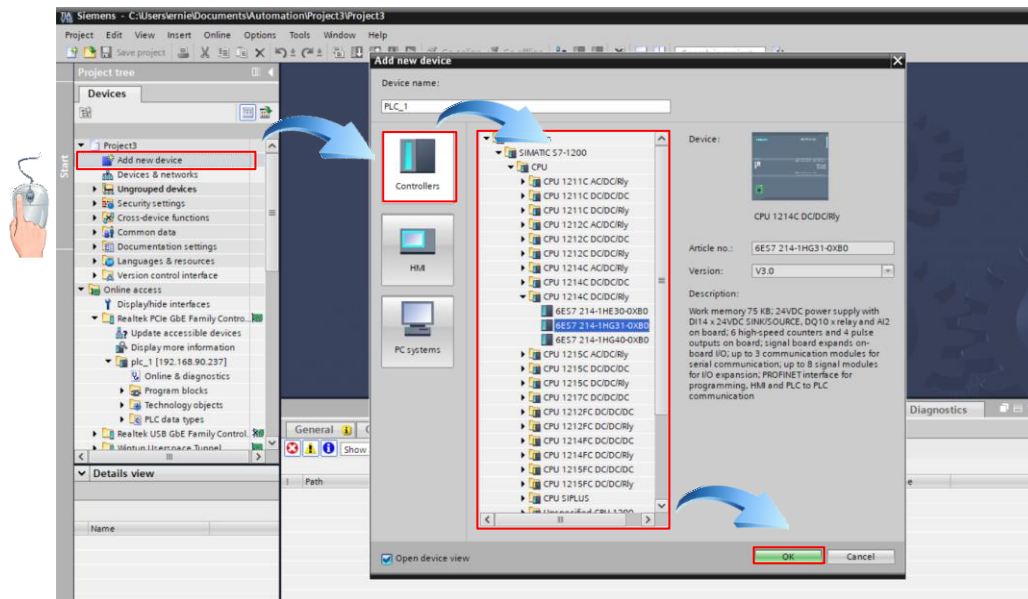 Siemens - C:\Users\ernie\Documents\Automation\Project3\Project3
Project Edit View Insert Online Options Tools Window Help
Save project
Project tree
Devices
Start
Project3
Add new device
Devices & networks
Ungrouped devices
Security settings
Cross-device functions
Common data
Documentation settings
Languages & resources
Version control interface
Online access
Display/hide interfaces
Realtek PCIe GbE Family Contro...
Update accessible devices
Display more information
plc_1 [192.168.90.237]
Online & diagnostics
Program blocks
Technology objects
PLC data types
Realtek USB GbE Family Control..
Wintun Userspace Tunnel
Details view
Name
General
Show
! Path
Diagnostics
Add new device
Device name:
PLC_1
Controllers
HMI
PC systems
SIMATIC S7-1200
CPU
CPU 1211C AC/DC/Rly
CPU 1211C DC/DC/DC
CPU 1211C DC/DC/Rly
CPU 1212C AC/DC/Rly
CPU 1212C DC/DC/DC
CPU 1212C DC/DC/Rly
CPU 1214C AC/DC/Rly
CPU 1214C DC/DC/DC
CPU 1214C DC/DC/Rly
6ES7 214-1HE30-0XB0
6ES7 214-1HG31-0XB0
6ES7 214-1HG40-0XB0
CPU 1215C AC/DC/Rly
CPU 1215C DC/DC/DC
CPU 1215C DC/DC/Rly
CPU 1217C DC/DC/DC
CPU 1212FC DC/DC/DC
CPU 1212FC DC/DC/Rly
CPU 1214FC DC/DC/DC
CPU 1214FC DC/DC/Rly
CPU 1215FC DC/DC/DC
CPU 1215FC DC/DC/Rly
CPU SIPLUS
Unspecified CPU 1200
Device:
CPU 1214C DC/DC/Rly
Article no.: 6ES7 214-1HG31-0XB0
Version: V3.0
Description:
Work memory 75 KB; 24VDC power supply with
DI14 x 24VDC SINK/SOURCE, DQ10 x relay and AI2
on board; 6 high-speed counters and 4 pulse
outputs on board; signal board expands on-
board I/O; up to 3 communication modules for
serial communication; up to 8 signal modules
for I/O expansion; PROFINET interface for
programming, HMI and PLC to PLC
communication
Open device view
OK
Cancel